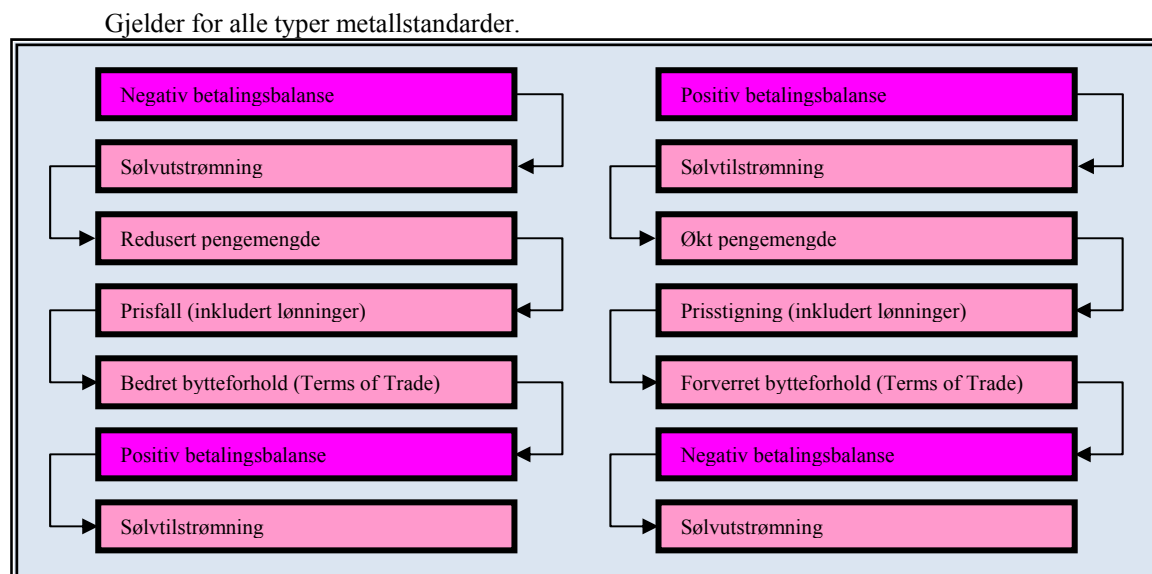 Gjelder for alle typer metallstandarder.
Negativ betalingsbalanse
Sølvutstrømning
Redusert pengemengde
Prisfall (inkludert lønninger)
Bedret bytteforhold (Terms of Trade)
Positiv betalingsbalanse
Sølvtilstrømning
Positiv betalingsbalanse
Sølvtilstrømning
Økt pengemengde
Prisstigning (inkludert lønninger)
Forverret bytteforhold (Terms of Trade)
Negativ betalingsbalanse
Sølvutstrømning